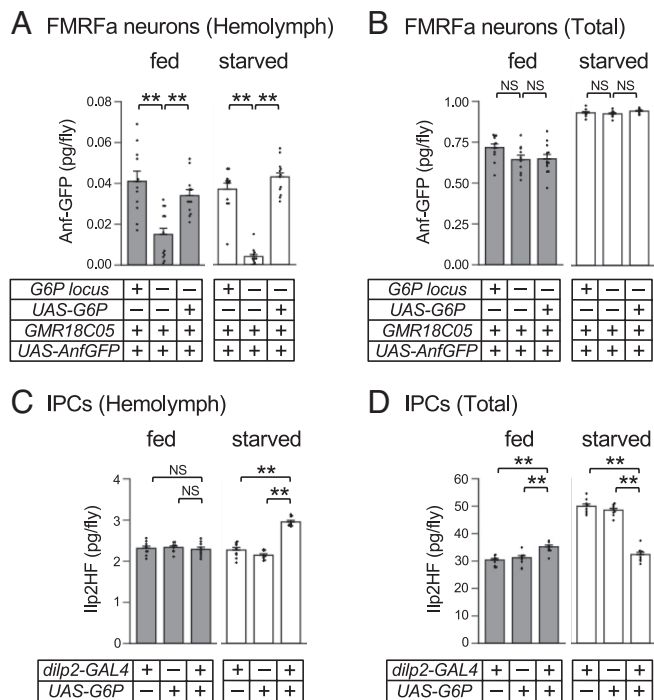 A FMRFa neurons (Hemolymph)
fed starved
** ** ** **
Anf-GFP (pg/fly)
0.08
0.06
0.04
0.02
0.00
G6P locus + − − + − −
UAS-G6P − − + − − +
GMR18C05 + + + + + +
UAS-AnfGFP + + + + + +
B FMRFa neurons (Total)
fed starved
NS NS NS NS
Anf-GFP (pg/fly)
1.00
0.75
0.50
0.25
0.00
G6P locus + − − + − −
UAS-G6P − − + − − +
GMR18C05 + + + + + +
UAS-AnfGFP + + + + + +
C IPCs (Hemolymph)
fed starved
NS **
NS **
Ilp2HF (pg/fly)
4
3
2
1
0
dilp2-GAL4 + − + + − +
UAS-G6P − + + − + +
D IPCs (Total)
fed starved
** **
** **
Ilp2HF (pg/fly)
60
50
40
30
20
10
0
dilp2-GAL4 + − + + − +
UAS-G6P − + + − + +